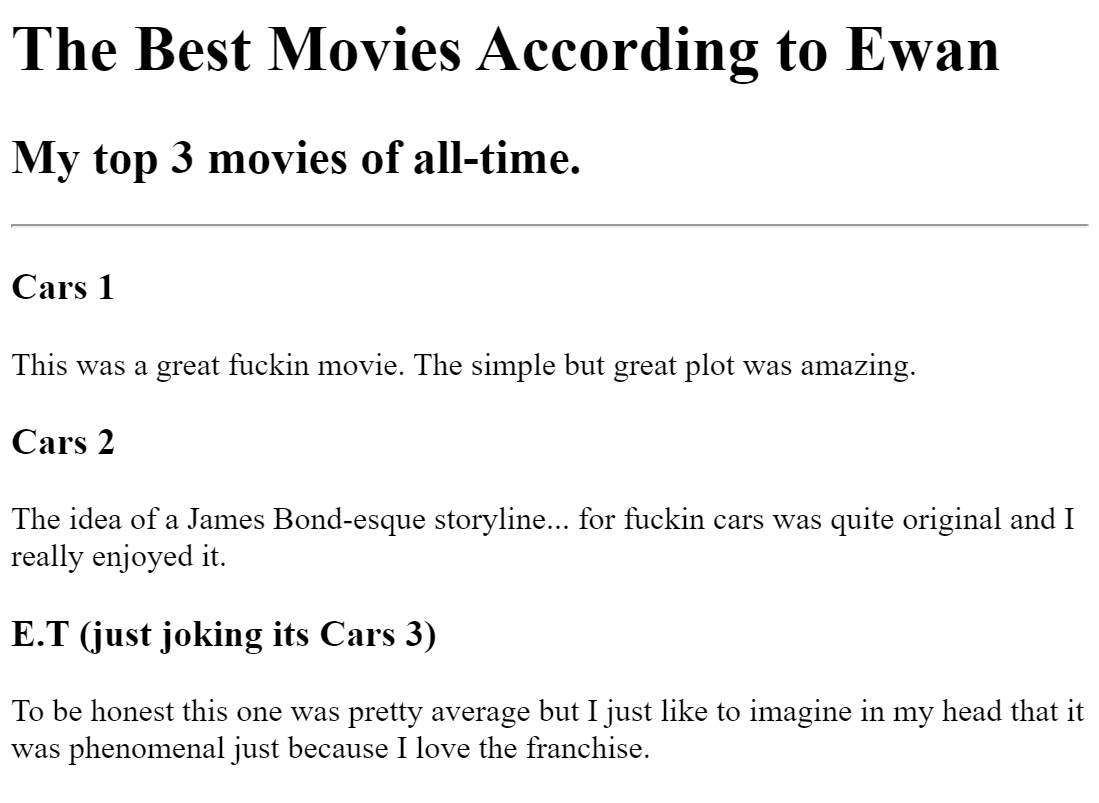 The Best Movies According to Ewan
My top 3 movies of all-time.
Cars 1
This was a great fuckin movie. The simple but great plot was amazing.
Cars 2
The idea of a James Bond-esque storyline... for fuckin cars was quite original and I
really enjoyed it.
E.T (just joking its Cars 3)
To be honest this one was pretty average but I just like to imagine in my head that it
was phenomenal just because I love the franchise.